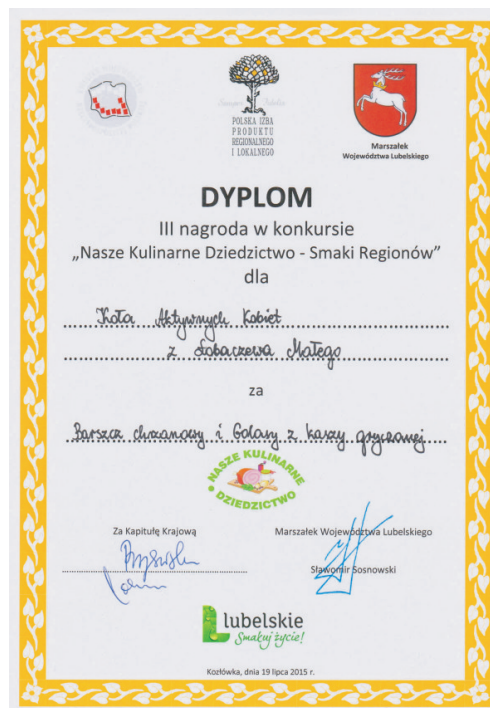 POLSKA IZBA
PRODUKTU
REGIONALNEGO
I LOKALNEGO
Marszałek
Województwa Lubelskiego
DYPLOM
III nagroda w konkursie
„Nasze Kulinarne Dziedzictwo - Smaki Regionów”
dla
Koła Aktywnych Kobiet
z Sobaczewa Małego
za
Barszcz chrzanowy i Golasy z kaszy gryczanej
NASZE KULINARNE
DZIEDZICTWO
Za Kapitułę Krajową
Marszałek Województwa Lubelskiego
Sławomir Sosnowski
lubelskie
Smakuj życie!
Kozłówka, dnia 19 lipca 2015 r.